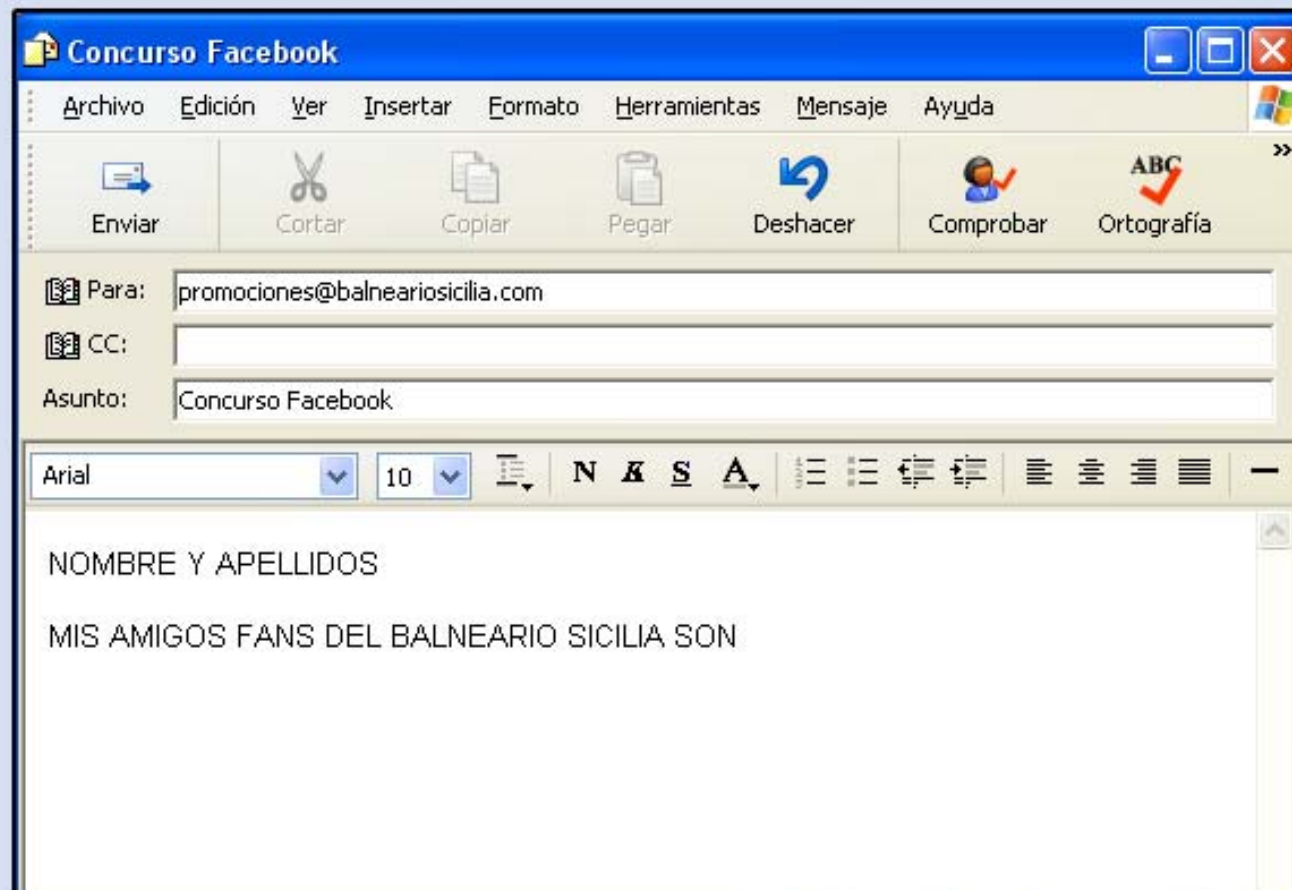 Concurso Facebook
Archivo Edición Ver Insertar Formato Herramientas Mensaje Ayuda
Enviar Cortar Copiar Pegar Deshacer Comprobar ABC Ortografía »
Para: promociones@balneariosicilia.com
CC:
Asunto: Concurso Facebook
Arial 10 N K S A
NOMBRE Y APELLIDOS
MIS AMIGOS FANS DEL BALNEARIO SICILIA SON